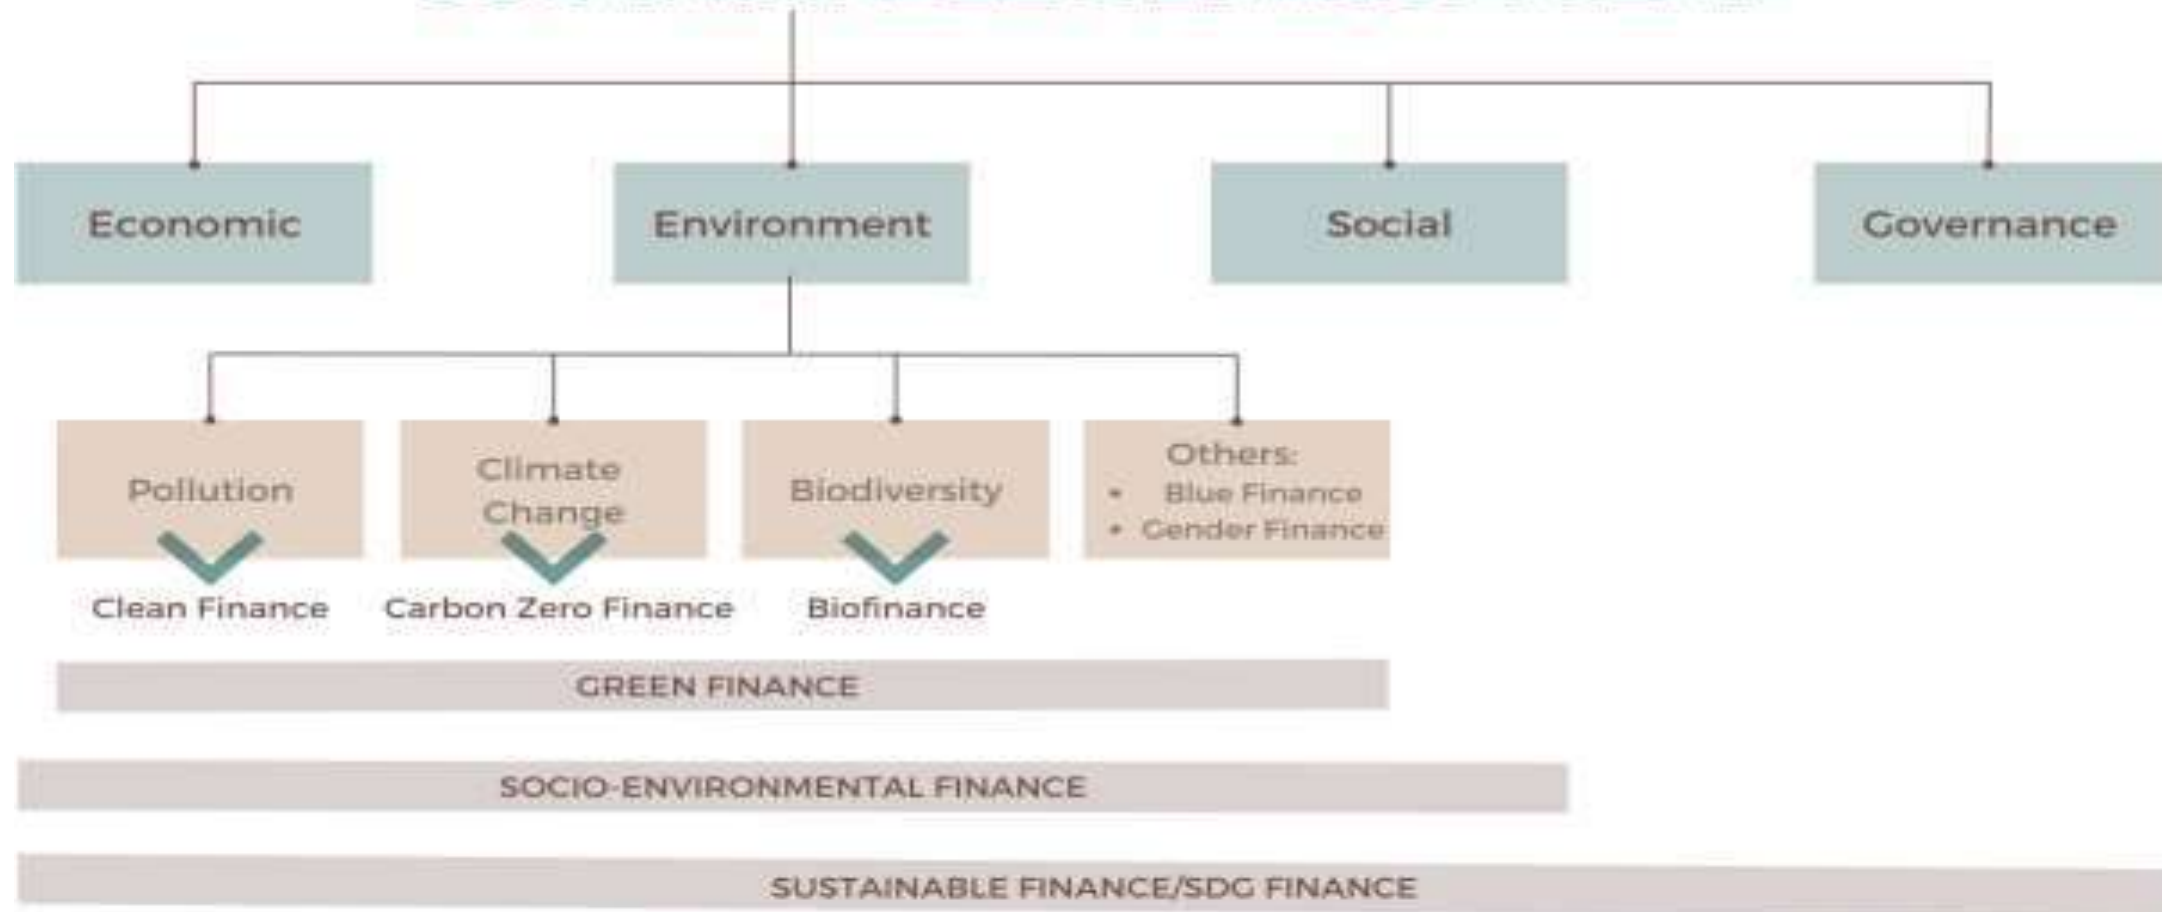 Economic
Environment
Social
Governance
Pollution
Climate
Change
Biodiversity
Others:
• Blue Finance
• Gender Finance
Clean Finance
Carbon Zero Finance
Biofinance
GREEN FINANCE
SOCIO-ENVIRONMENTAL FINANCE
SUSTAINABLE FINANCE/SDG FINANCE